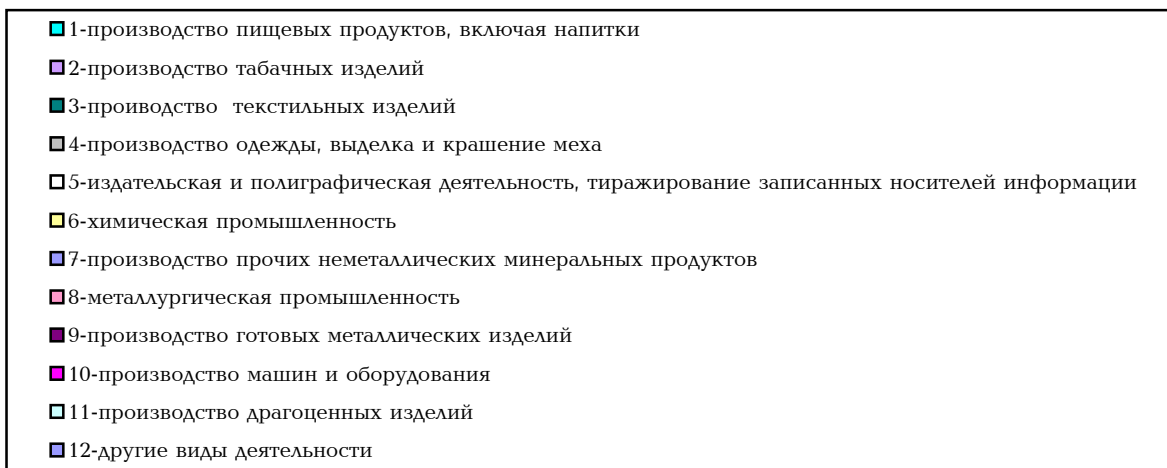 1-производство пищевых продуктов, включая напитки
2-производство табачных изделий
3-проиводство текстильных изделий
4-производство одежды, выделка и крашение меха
5-издательская и полиграфическая деятельность, тиражирование записанных носителей информации
6-химическая промышленность
7-производство прочих неметаллических минеральных продуктов
8-металлургическая промышленность
9-производство готовых металлических изделий
10-производство машин и оборудования
11-производство драгоценных изделий
12-другие виды деятельности